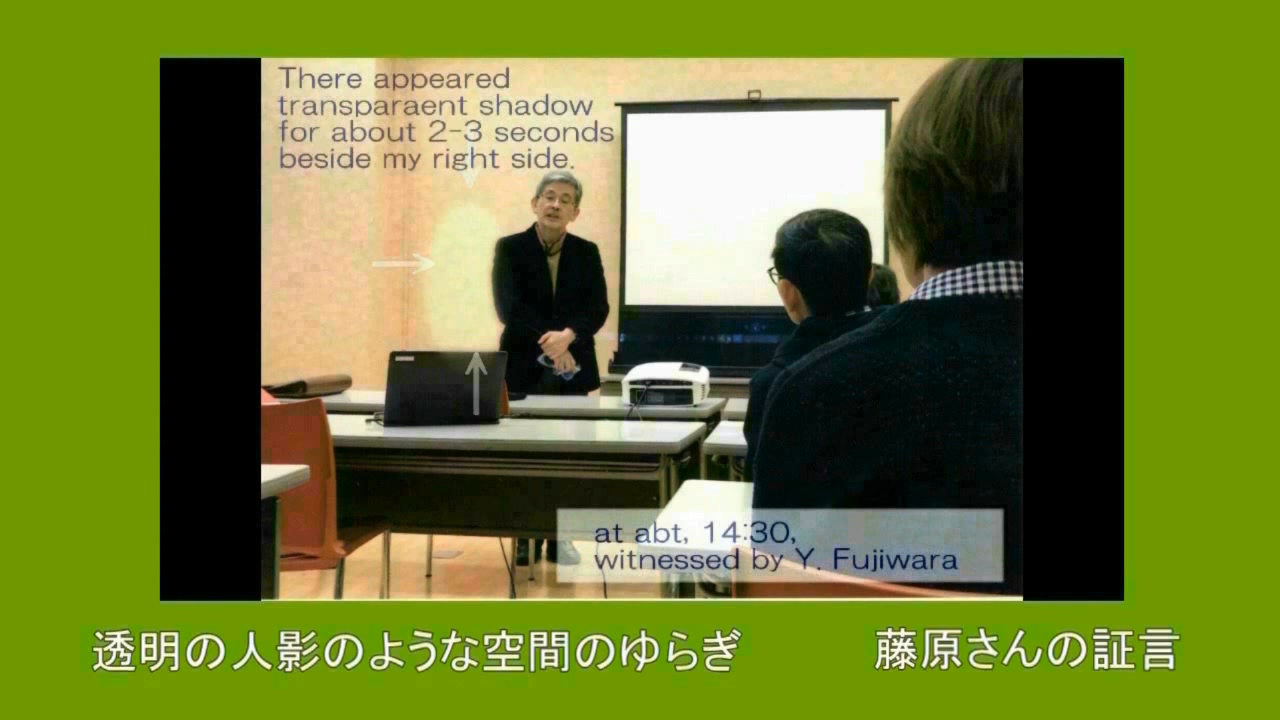 There appeared
transparaent shadow
for about 2-3 seconds
beside my right side.
at abt, 14:30,
witnessed by Y. Fujiwara
透明の人影のような空間のゆらぎ 藤原さんの証言